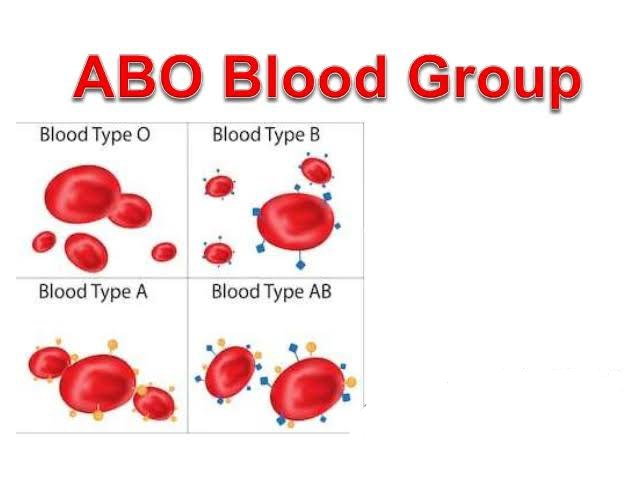 ABO Blood Group
Blood Type O
Blood Type B
Blood Type A
Blood Type AB